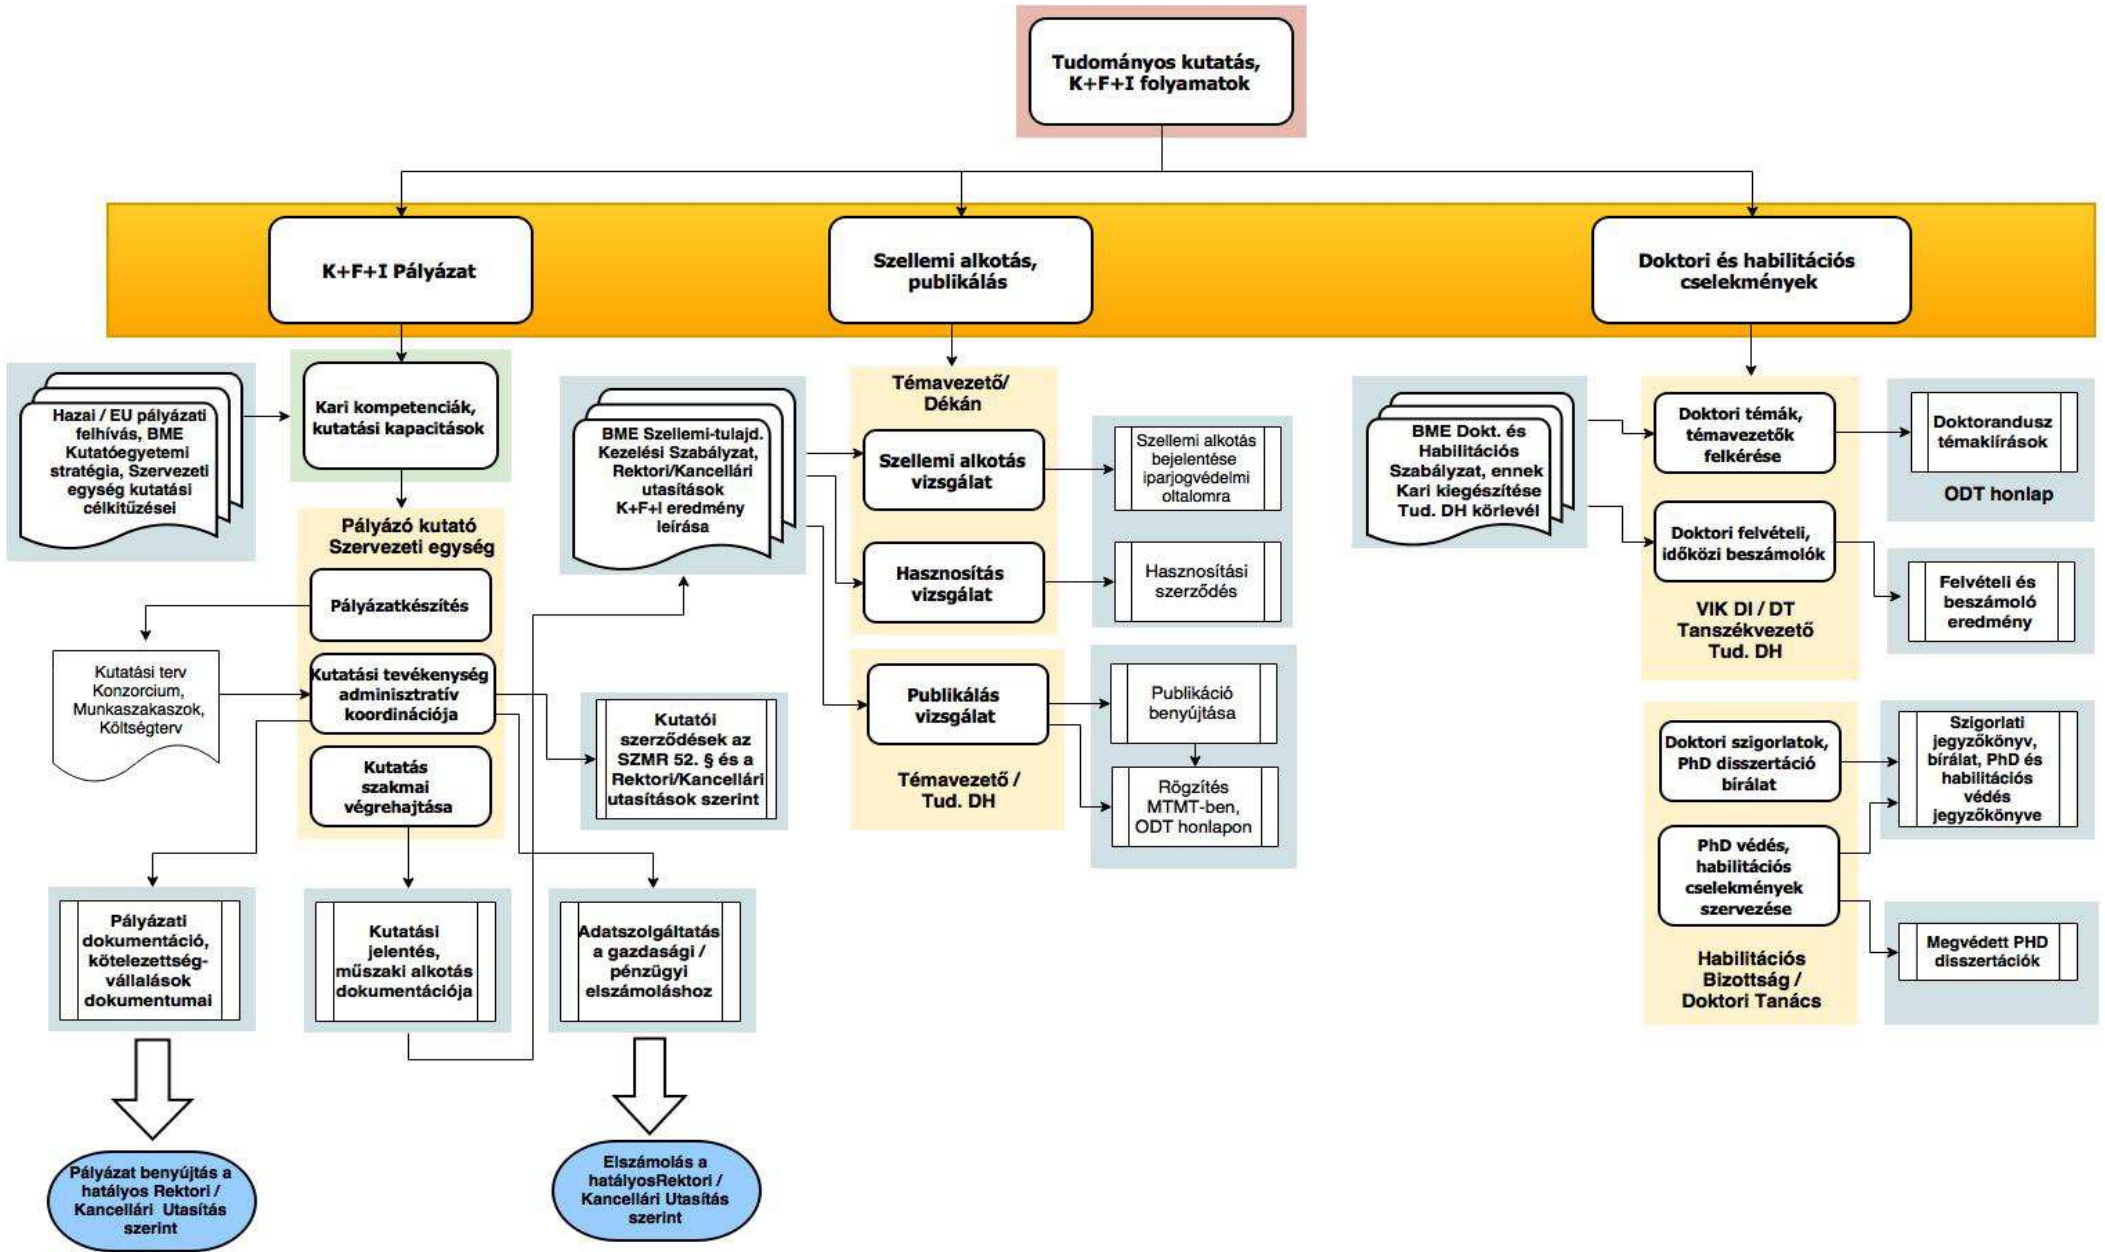 Tudományos kutatás,
K+F+I folyamatok
K+F+I Pályázat
Szellemi alkotás,
publikálás
Doktori és habilitációs
cselekmények
Hazai / EU pályázati
felhívás, BME
Kutatóegyetemi
stratégia, Szervezeti
egység kutatási
célkitűzései
Kari kompetenciák,
kutatási kapacitások
Pályázó kutató
Szervezeti egység
Pályázatkészítés
Kutatási terv
Konzorcium,
Munkaszakaszok,
Költségterv
Kutatási tevékenység
adminisztratív
koordinációja
Kutatás
szakmai
végrehajtása
Kutatói
szerződések az
SZMR 52. § és a
Rektori/Kancellári
utasítások szerint
Pályázati
dokumentáció,
kötelezettség-
vállalások
dokumentumai
Kutatási
jelentés,
műszaki alkotás
dokumentációja
Adatszolgáltatás
a gazdasági /
pénzügyi
elszámoláshoz
Pályázat benyújtás a
hatályos Rektori /
Kancellári Utasítás
szerint
Elszámolás a
hatályosRektori /
Kancellári Utasítás
szerint
BME Szellemi-tulajd.
Kezelési Szabályzat,
Rektori/Kancellári
utasítások
K+F+I eredmény
leírása
Témavezető/
Dékán
Szellemi alkotás
vizsgálat
Hasznosítás
vizsgálat
Szellemi alkotás
bejelentése
iparjogvédelmi
oltalomra
Hasznosítási
szerződés
Publikálás
vizsgálat
Témavezető /
Tud. DH
Publikáció
benyújtása
Rögzítés
MTMT-ben,
ODT honlapon
BME Dokt. és
Habilitációs
Szabályzat, ennek
Kari kiegészítése
Tud. DH körlevél
Doktori témák,
témavezetők
felkérése
Doktori felvételi,
időközi beszámolók
VIK DI / DT
Tanszékvezető
Tud. DH
Doktorandusz
témakiírások
ODT honlap
Felvételi és
beszámoló
eredmény
Doktori szigorlatok,
PhD disszertáció
bírálat
PhD védés,
habilitációs
cselekmények
szervezése
Habilitációs
Bizottság /
Doktori Tanács
Szigorlati
jegyzőkönyv,
bírálat, PhD és
habilitációs
védés
jegyzőkönyve
Megvédett PHD
disszertációk